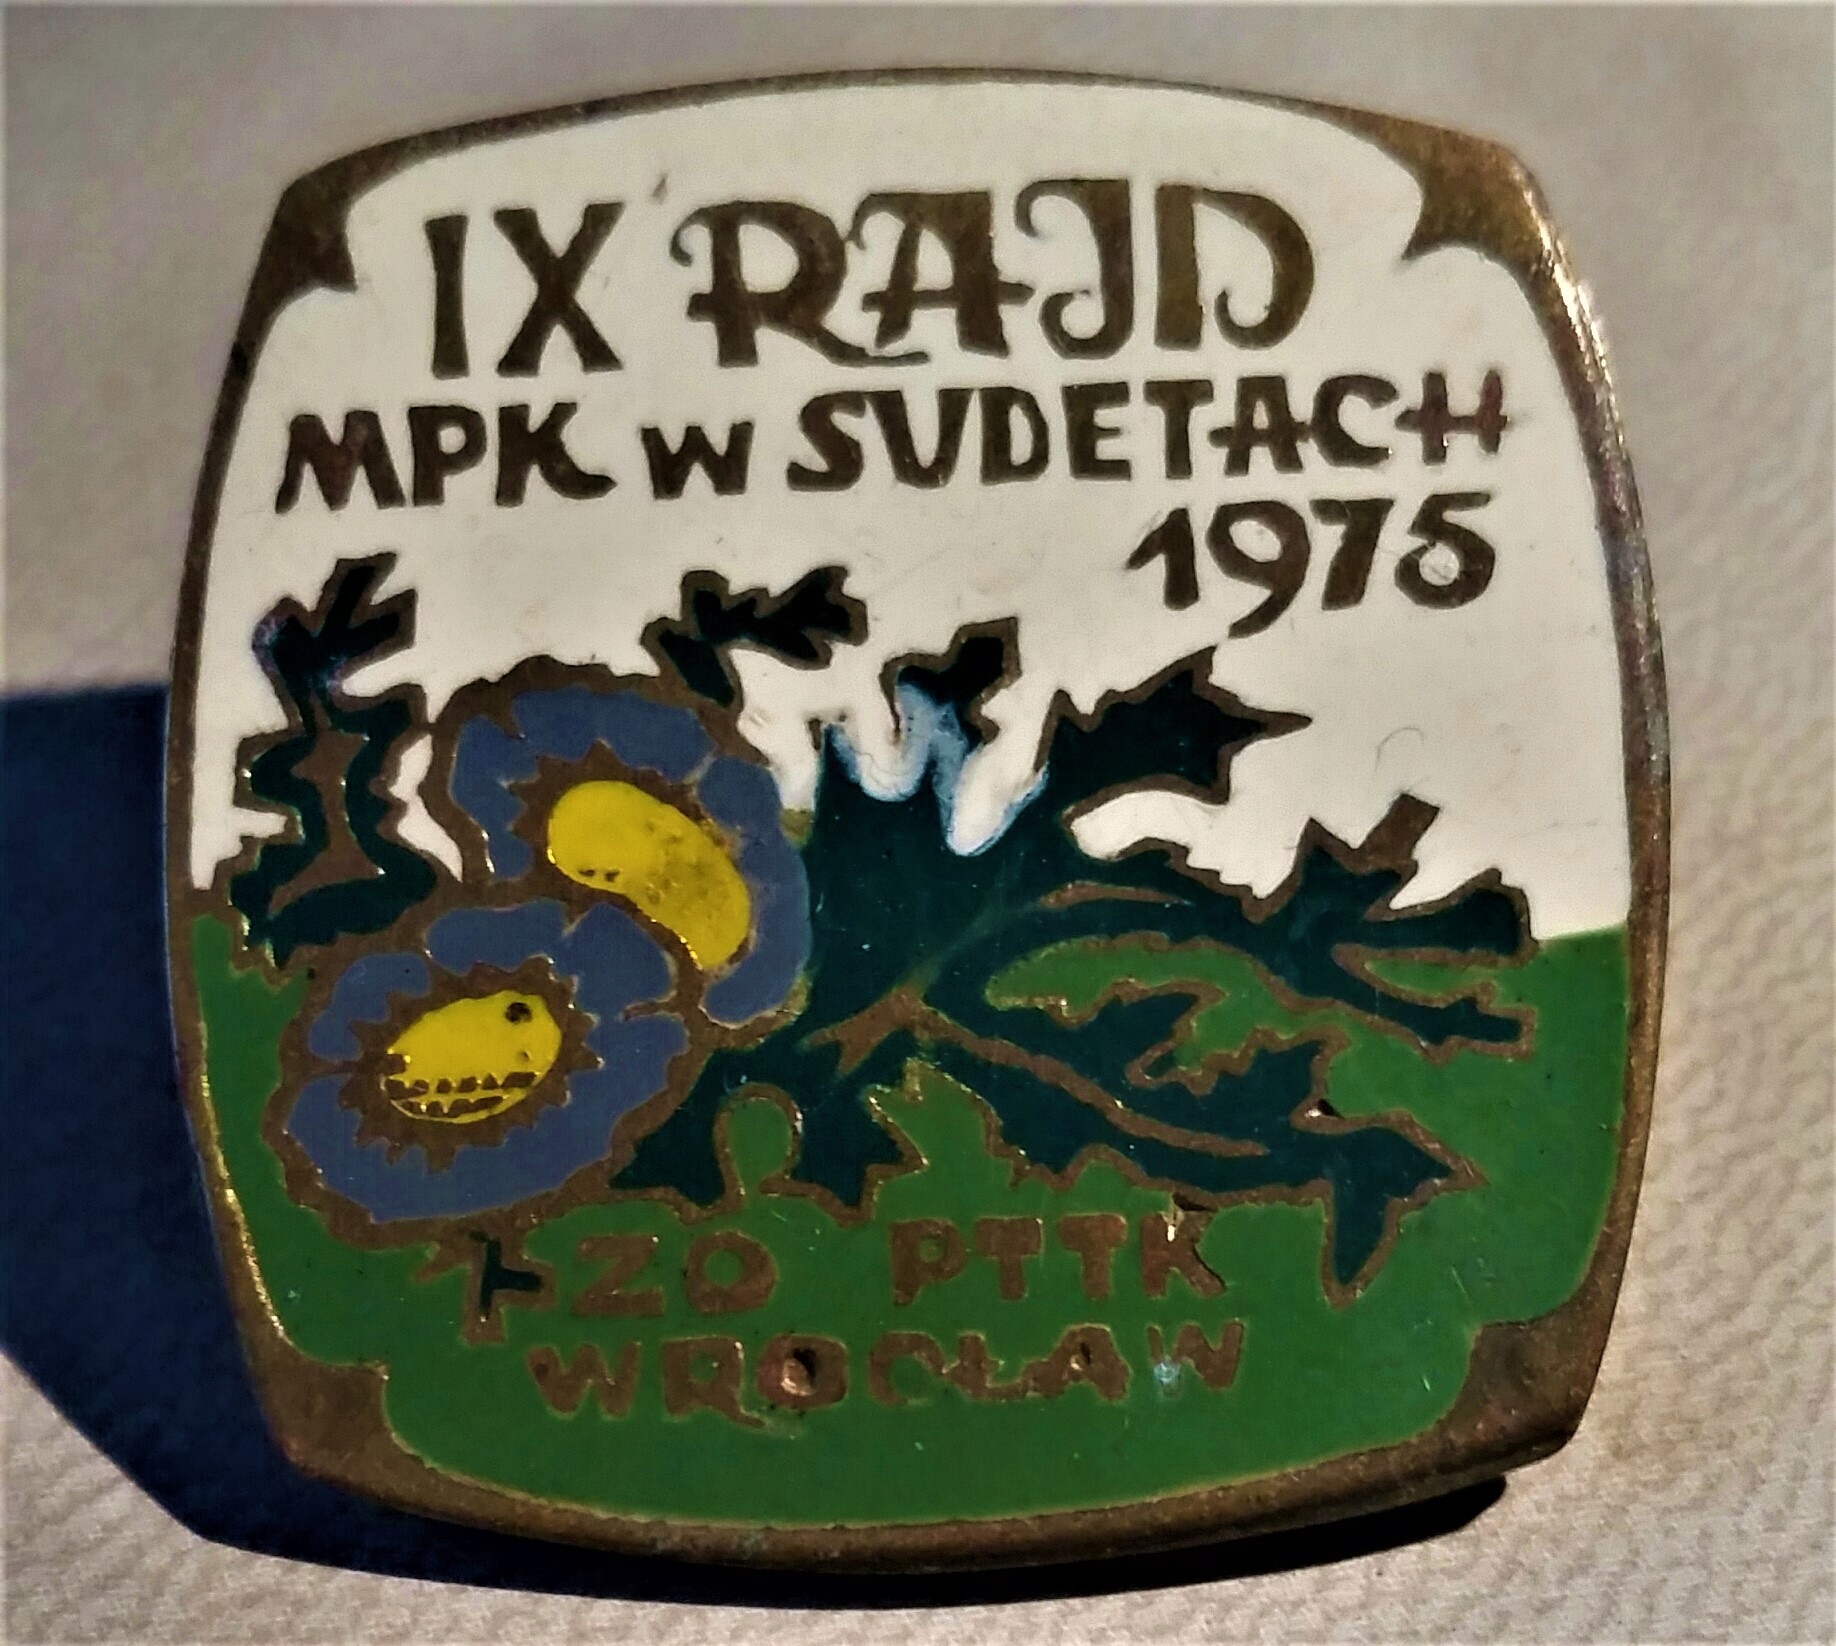 IX RAJD
MPK w SUDETACH
1975
ZO PTTK
WROCŁAW